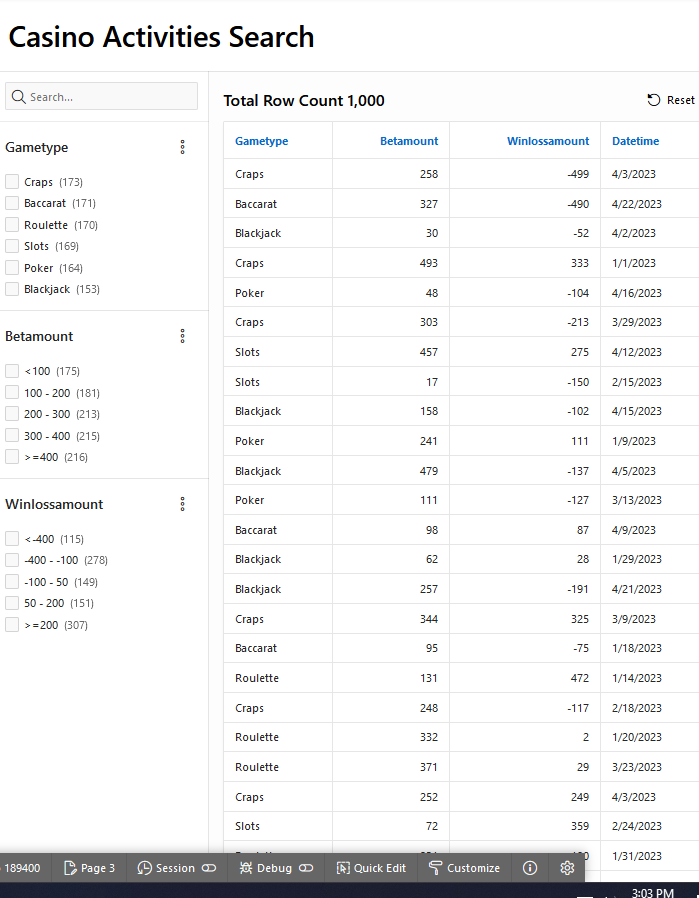 Casino Activities Search
Search...
Total Row Count 1,000
Reset
Gametype
Craps (173)
Baccarat (171)
Roulette (170)
Slots (169)
Poker (164)
Blackjack (153)
Betamount
<100 (175)
100 - 200 (181)
200 - 300 (213)
300 - 400 (215)
>=400 (216)
Winlossamount
<-400 (115)
-400 - -100 (278)
-100 - 50 (149)
50 - 200 (151)
>=200 (307)
Gametype Betamount Winlossamount Datetime
Craps 258 -499 4/3/2023
Baccarat 327 -490 4/22/2023
Blackjack 30 -52 4/2/2023
Craps 493 333 1/1/2023
Poker 48 -104 4/16/2023
Craps 303 -213 3/29/2023
Slots 457 275 4/12/2023
Slots 17 -150 2/15/2023
Blackjack 158 -102 4/15/2023
Poker 241 111 1/9/2023
Blackjack 479 -137 4/5/2023
Poker 111 -127 3/13/2023
Baccarat 98 87 4/9/2023
Blackjack 62 28 1/29/2023
Blackjack 257 -191 4/21/2023
Craps 344 325 3/9/2023
Baccarat 95 -75 1/18/2023
Roulette 131 472 1/14/2023
Craps 248 -117 2/18/2023
Roulette 332 2 1/20/2023
Roulette 371 29 3/23/2023
Craps 252 249 4/3/2023
Slots 72 359 2/24/2023
1/31/2023
189400 Page 3 Session Debug Quick Edit Customize
3:03 PM